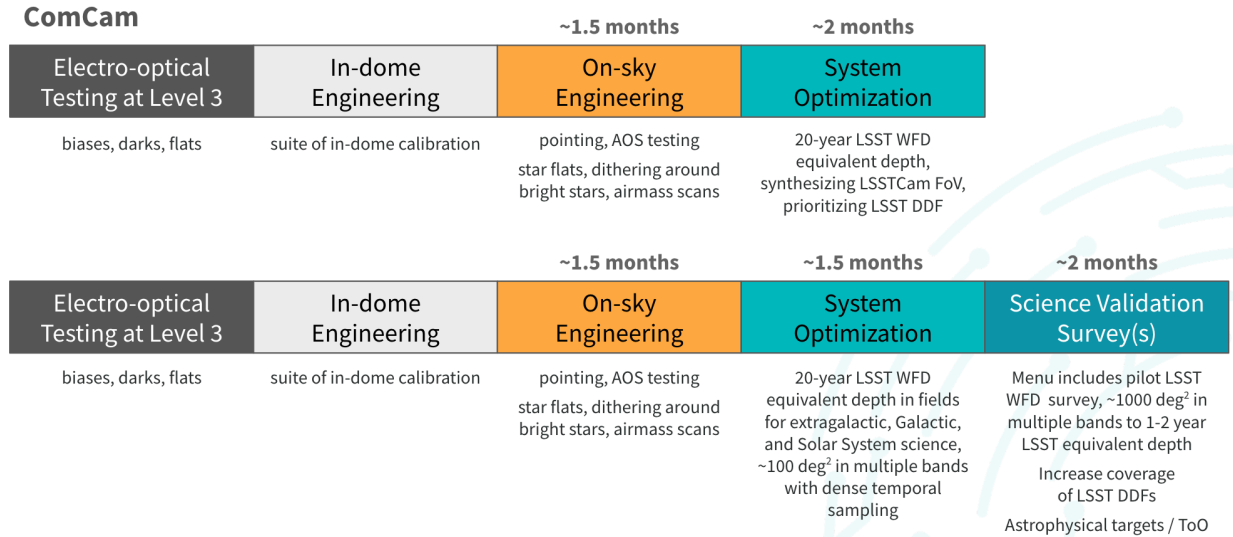 ComCam
~1.5 months
~2 months
Electro-optical
Testing at Level 3
In-dome
Engineering
On-sky
Engineering
System
Optimization
biases, darks, flats
suite of in-dome calibration
pointing, AOS testing
star flats, dithering around
bright stars, airmass scans
20-year LSST WFD
equivalent depth,
synthesizing LSSTCam FoV,
prioritizing LSST DDF
~1.5 months
~1.5 months
~2 months
Electro-optical
Testing at Level 3
In-dome
Engineering
On-sky
Engineering
System
Optimization
Science Validation
Survey(s)
biases, darks, flats
suite of in-dome calibration
pointing, AOS testing
star flats, dithering around
bright stars, airmass scans
20-year LSST WFD
equivalent depth in fields
for extragalactic, Galactic,
and Solar System science,
~100 deg² in multiple bands
with dense temporal
sampling
Menu includes pilot LSST
WFD survey, ~1000 deg² in
multiple bands to 1-2 year
LSST equivalent depth
Increase coverage
of LSST DDFs
Astrophysical targets / ToO